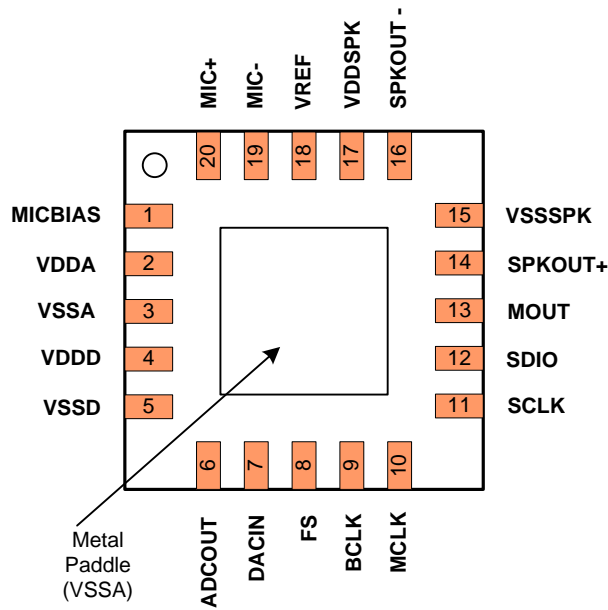 MIC+
MIC-
VREF
VDDSPK
SPKOUT -
20
19
18
17
16
MICBIAS
1
15
VSSSPK
VDDA
2
14
SPKOUT+
VSSA
3
13
MOUT
VDDD
4
12
SDIO
VSSD
5
11
SCLK
6
7
8
9
10
ADCOUT
DACIN
FS
BCLK
MCLK
Metal
Paddle
(VSSA)